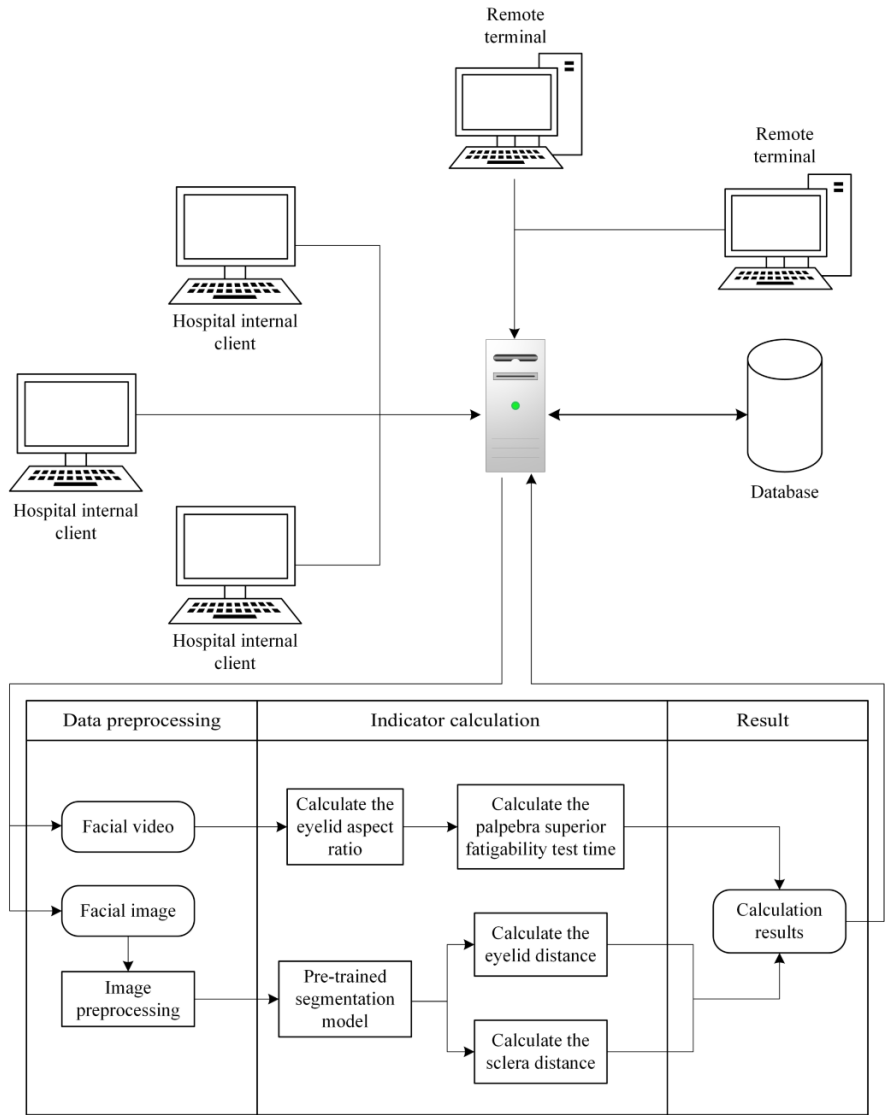 Remote
terminal
Remote
terminal
Hospital internal
client
Hospital internal
client
Database
Hospital internal
client
Data preprocessing
Indicator calculation
Result
Facial video
Calculate the
eyelid aspect
ratio
Calculate the
palpebra superior
fatigability test time
Facial image
Calculate the
eyelid distance
Calculation
results
Image
preprocessing
Pre-trained
segmentation
model
Calculate the
sclera distance